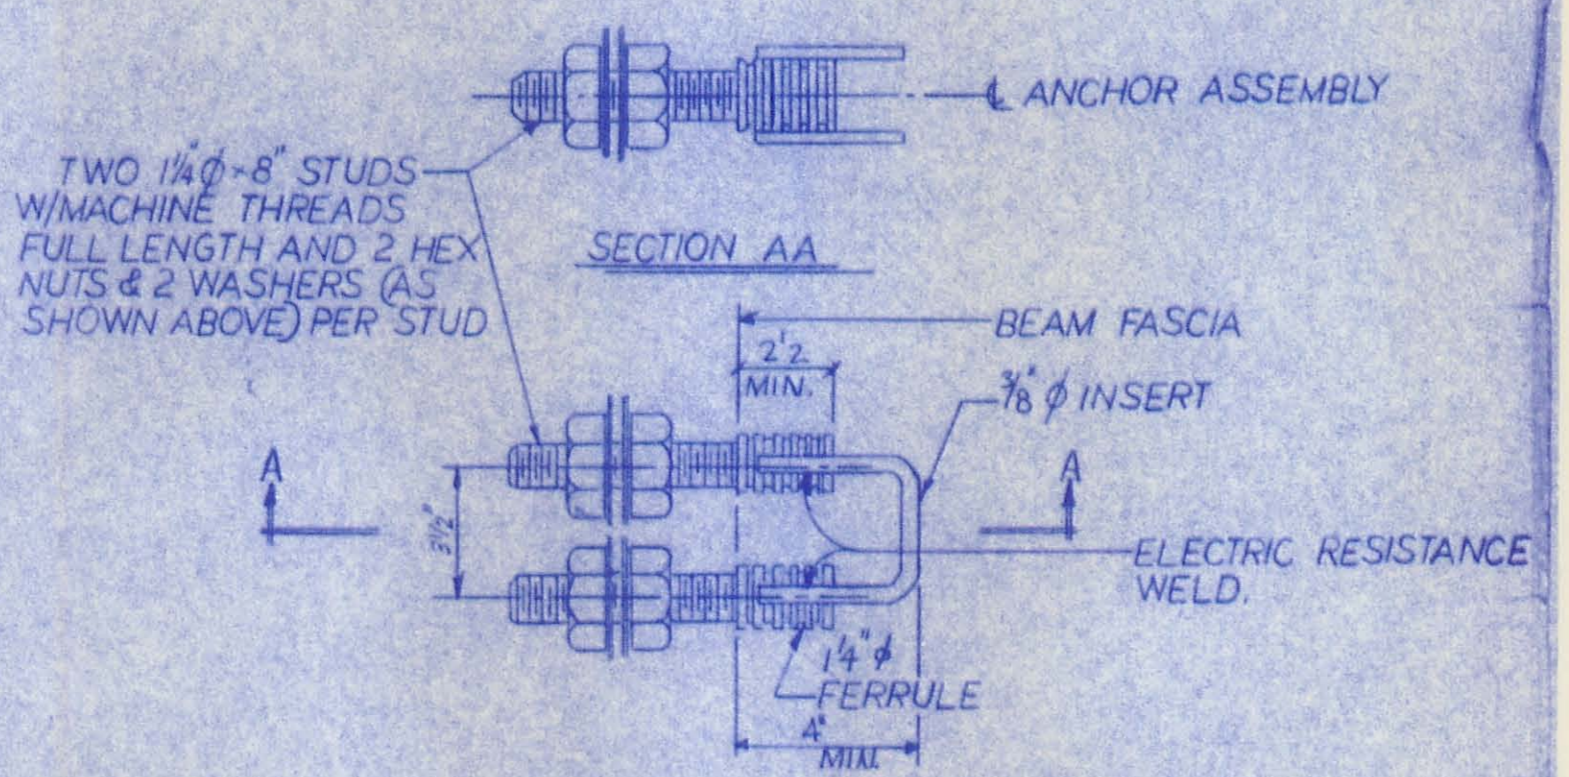 ℄ ANCHOR ASSEMBLY
TWO 1¼"ϕ-8" STUDS
W/MACHINE THREADS
FULL LENGTH AND 2 HEX
NUTS & 2 WASHERS (AS
SHOWN ABOVE) PER STUD
SECTION AA
BEAM FASCIA
2'2
MIN.
⅜"ϕ INSERT
A
A
3½"
ELECTRIC RESISTANCE
WELD.
1¼"ϕ
FERRULE
4"
MIN.